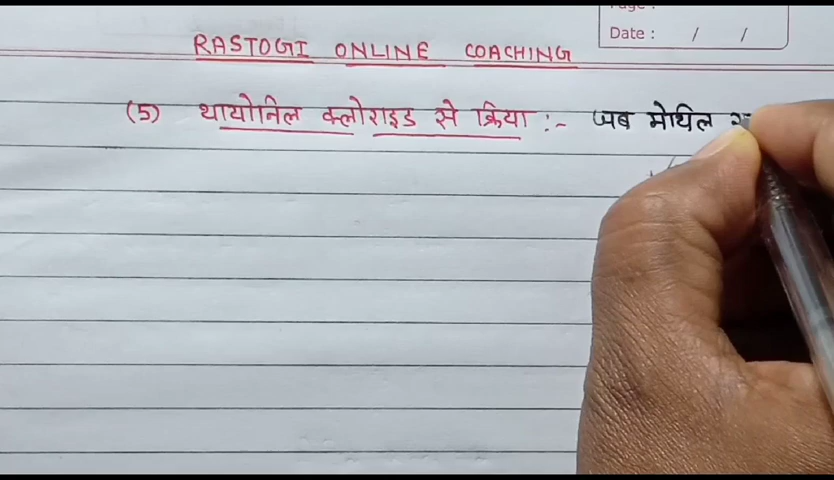 Date : / /
RASTOGI ONLINE COACHING
(5) थायोनिल क्लोराइड से क्रिया :- जब मेथिल